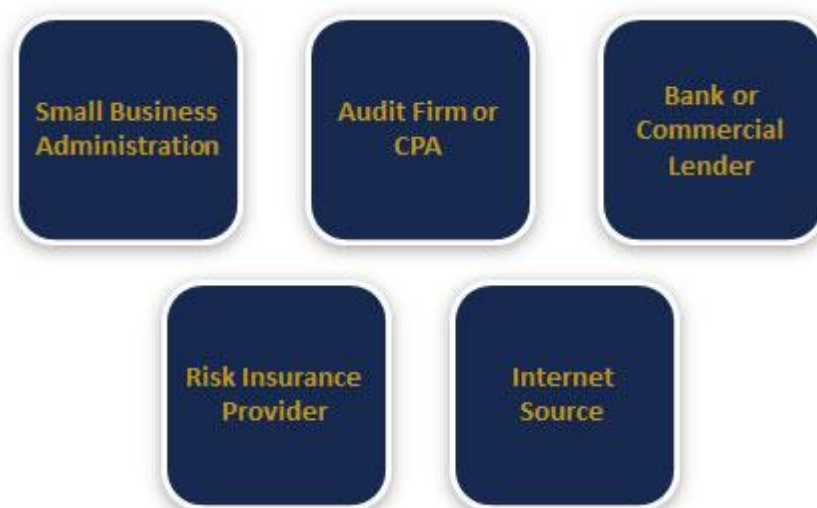 Small Business
Administration
Audit Firm or
CPA
Bank or
Commercial
Lender
Risk Insurance
Provider
Internet
Source